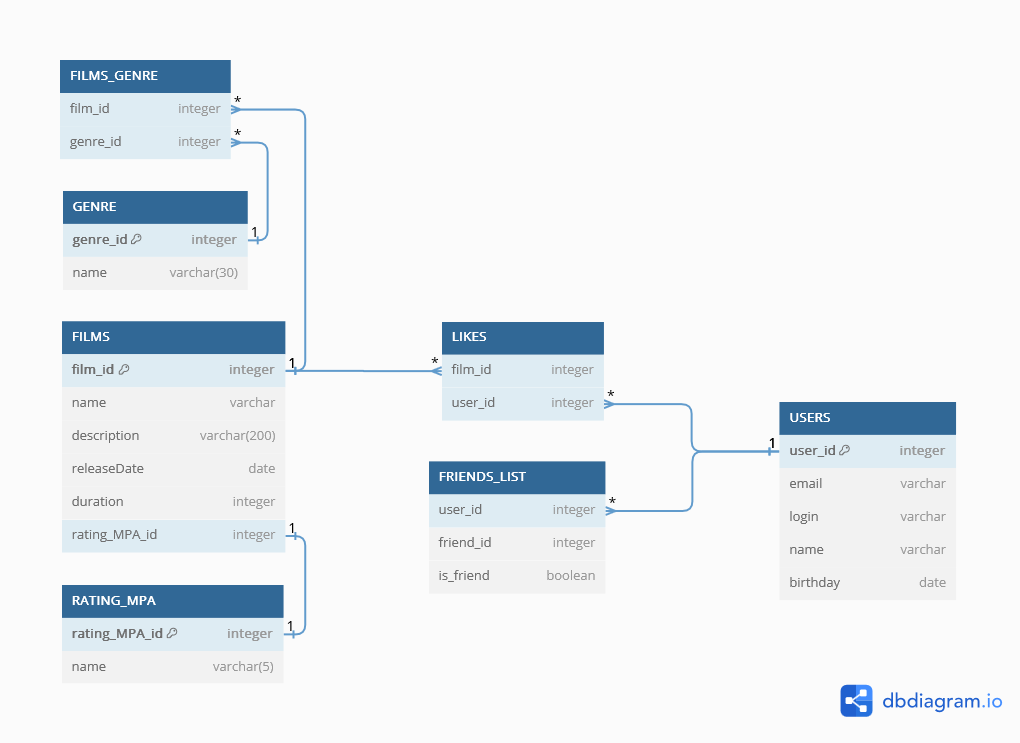 FILMS_GENRE
film_id integer
genre_id integer
*
*
GENRE
genre_id integer
name varchar(30)
1
FILMS
film_id integer
name varchar
description varchar(200)
releaseDate date
duration integer
rating_MPA_id integer
1
1
RATING_MPA
rating_MPA_id integer
name varchar(5)
1
LIKES
film_id integer
user_id integer
*
*
FRIENDS_LIST
user_id integer
friend_id integer
is_friend boolean
*
USERS
user_id integer
email varchar
login varchar
name varchar
birthday date
1
dbdiagram.io